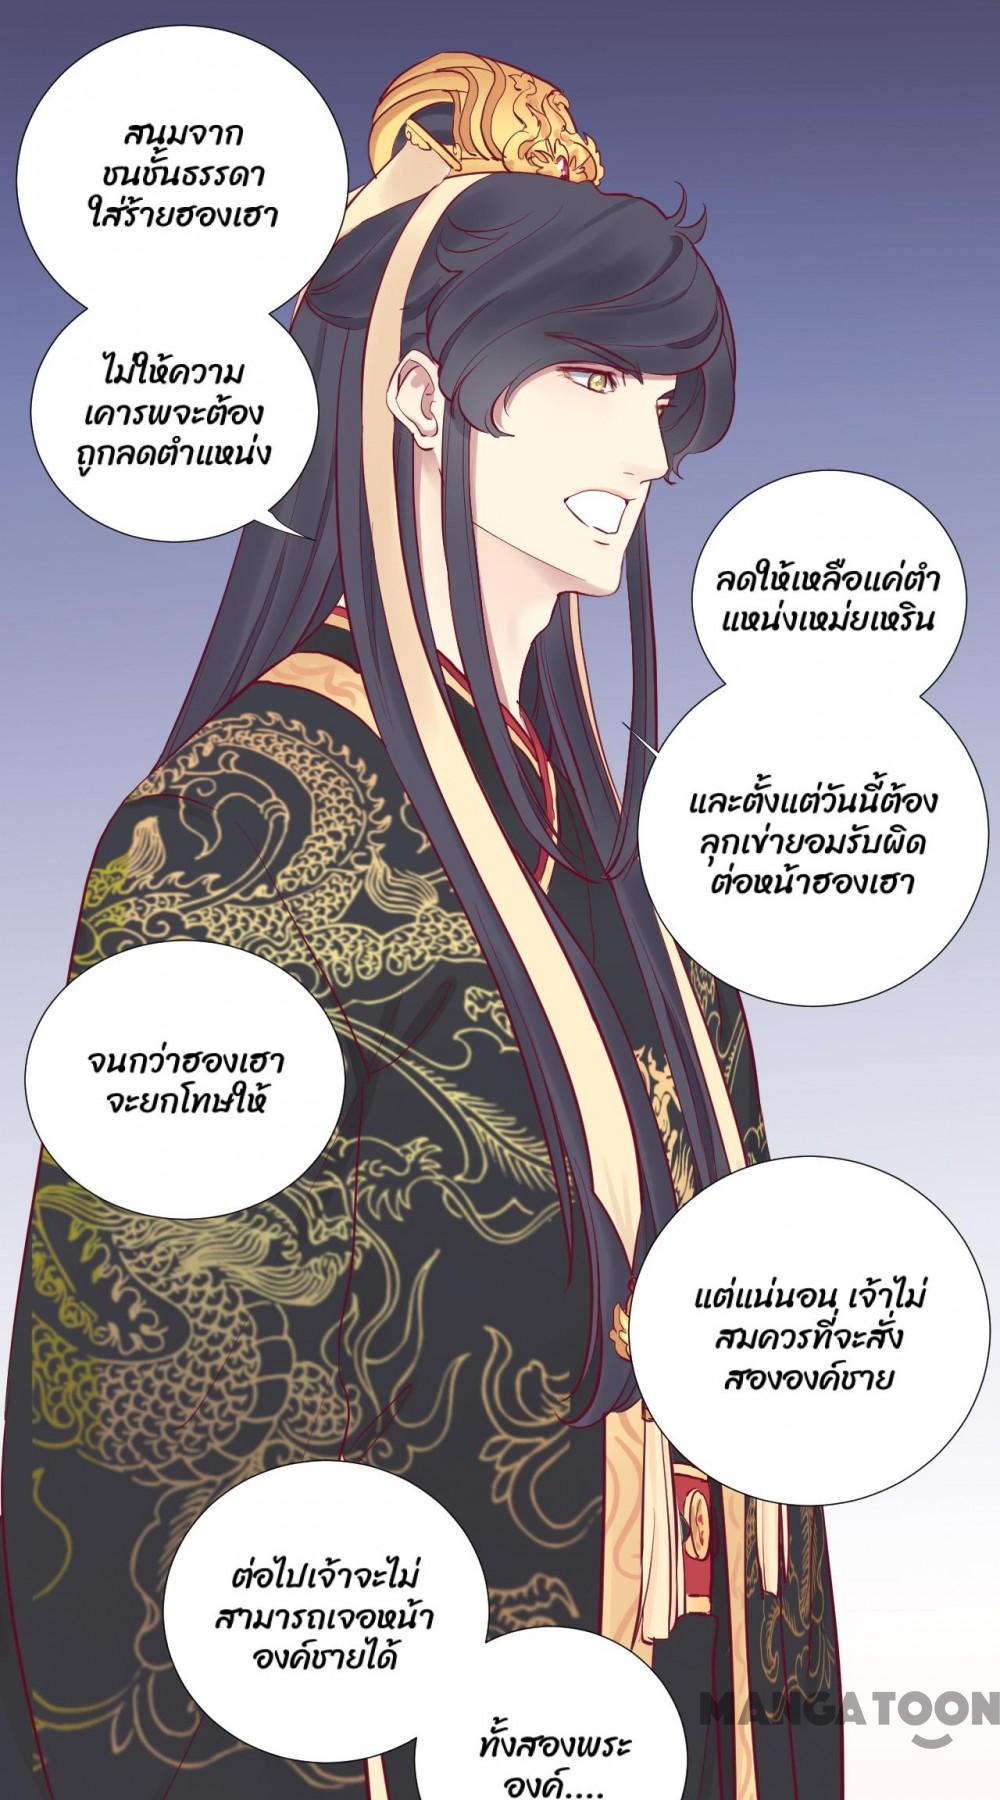 สนมจาก
ชนชั้นธรรดา
ใส่ร้ายฮองเฮา
ไม่ให้ความ
เคารพจะต้อง
ถูกลดตำแหน่ง
ลดให้เหลือแค่ตำ
แหน่งเหม่ยเหริน
และตั้งแต่วันนี้ต้อง
ลุกเข่ายอมรับผิด
ต่อหน้าฮองเฮา
จนกว่าฮองเฮา
จะยกโทษให้
แต่แน่นอน เจ้าไม่
สมควรที่จะสั่ง
สององค์ชาย
ต่อไปเจ้าจะไม่
สามารถเจอหน้า
องค์ชายได้
ทั้งสองพระ
องค์....
MANGATOON